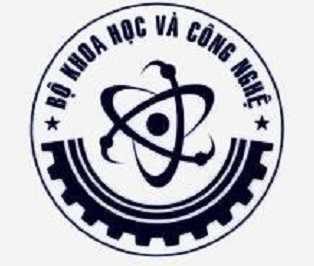 BỘ KHOA HỌC VÀ CÔNG NGHỆ